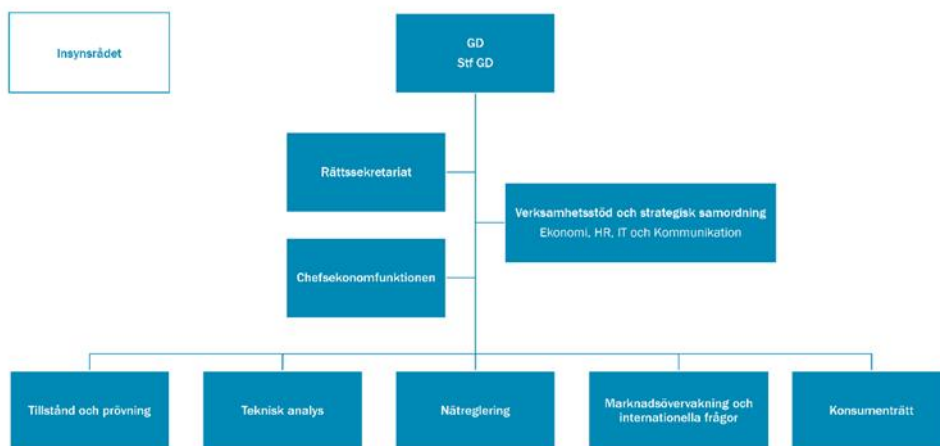 Insynsrådet
GD
Stf GD
Rättssekretariat
Verksamhetsstöd och strategisk samordning
Ekonomi, HR, IT och Kommunikation
Chefsekonomfunktionen
Tillstånd och prövning
Teknisk analys
Nätreglering
Marknadsövervakning och
internationella frågor
Konsumenträtt